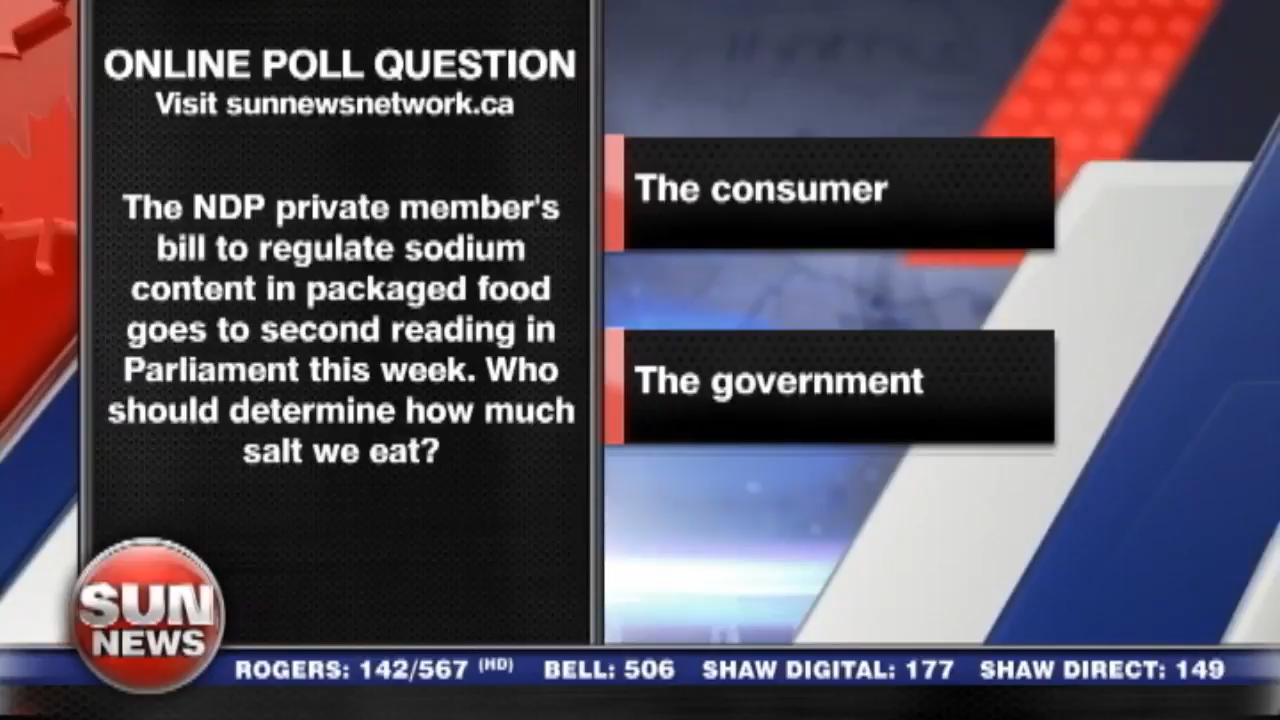 ONLINE POLL QUESTION
Visit sunnewsnetwork.ca
The NDP private member's
bill to regulate sodium
content in packaged food
goes to second reading in
Parliament this week. Who
should determine how much
salt we eat?
The consumer
The government
SUN
NEWS
ROGERS: 142/567 (HD) BELL: 506 SHAW DIGITAL: 177 SHAW DIRECT: 149